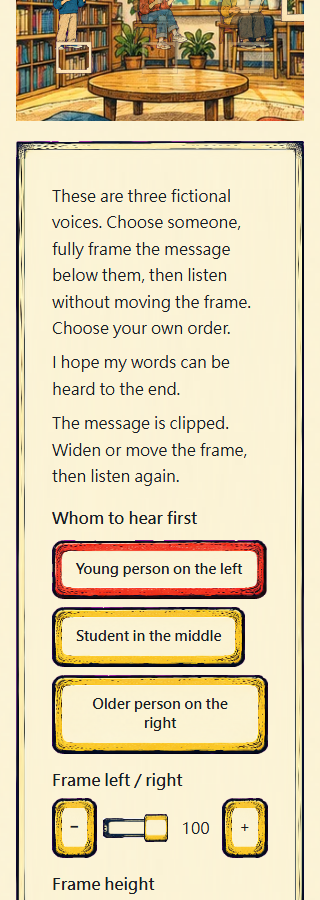 These are three fictional
voices. Choose someone,
fully frame the message
below them, then listen
without moving the frame.
Choose your own order.
I hope my words can be
heard to the end.
The message is clipped.
Widen or move the frame,
then listen again.
Whom to hear first
Young person on the left
Student in the middle
Older person on the
right
Frame left / right
− 100 +
Frame height